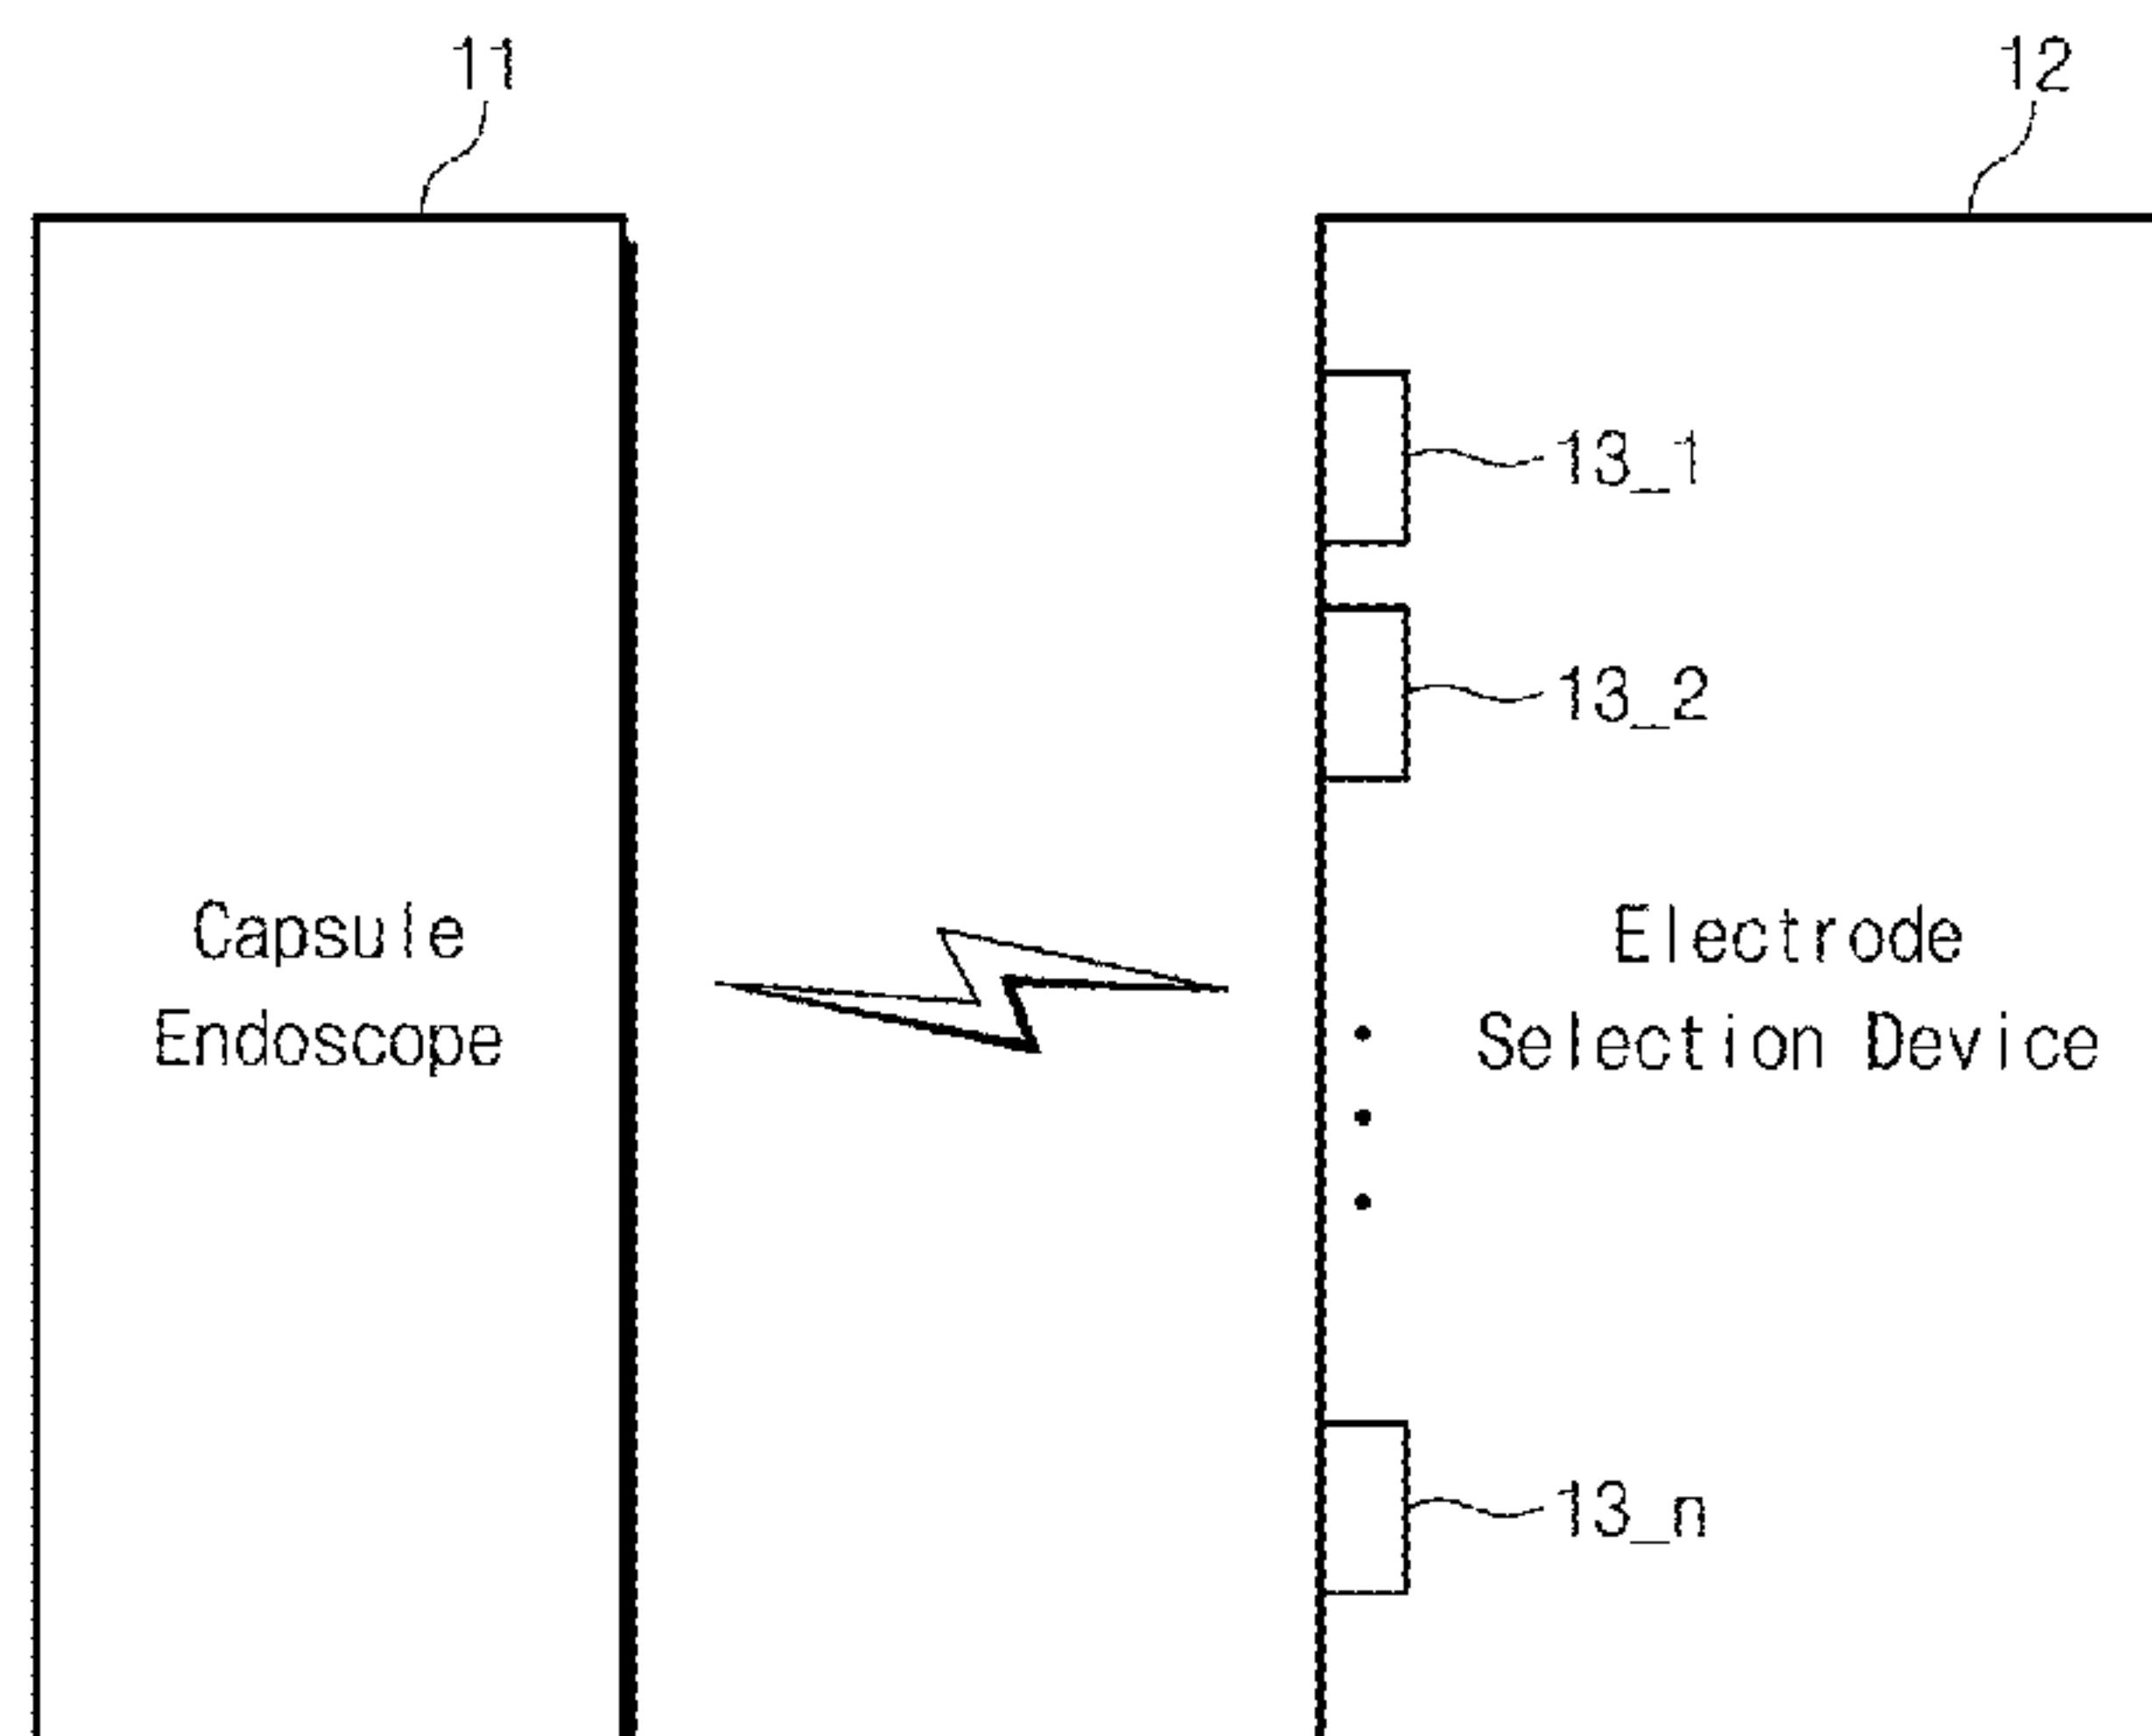 11
12
13_1
13_2
Capsule
Endoscope
Electrode
Selection Device
13_n